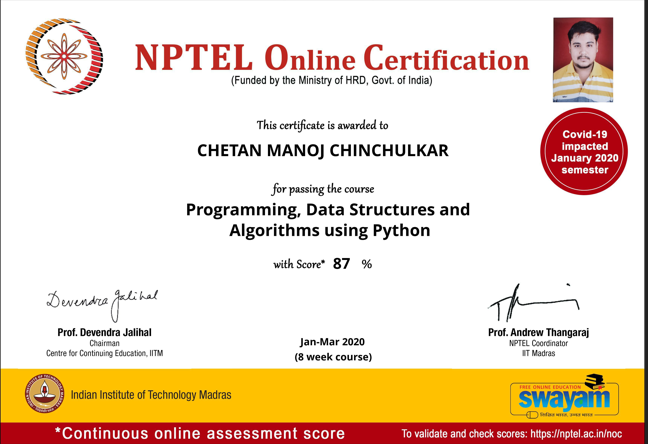 NPTEL Online Certification
(Funded by the Ministry of HRD, Govt. of India)
This certificate is awarded to
CHETAN MANOJ CHINCHULKAR
Covid-19
impacted
January 2020
semester
for passing the course
Programming, Data Structures and
Algorithms using Python
with Score* 87 %
Devendra Jalihal
Prof. Devendra Jalihal
Chairman
Centre for Continuing Education, IITM
Jan-Mar 2020
(8 week course)
Prof. Andrew Thangaraj
NPTEL Coordinator
IIT Madras
Indian Institute of Technology Madras
FREE ONLINE EDUCATION
swayam
शिक्षित भारत, उन्नत भारत
*Continuous online assessment score
To validate and check scores: https://nptel.ac.in/noc